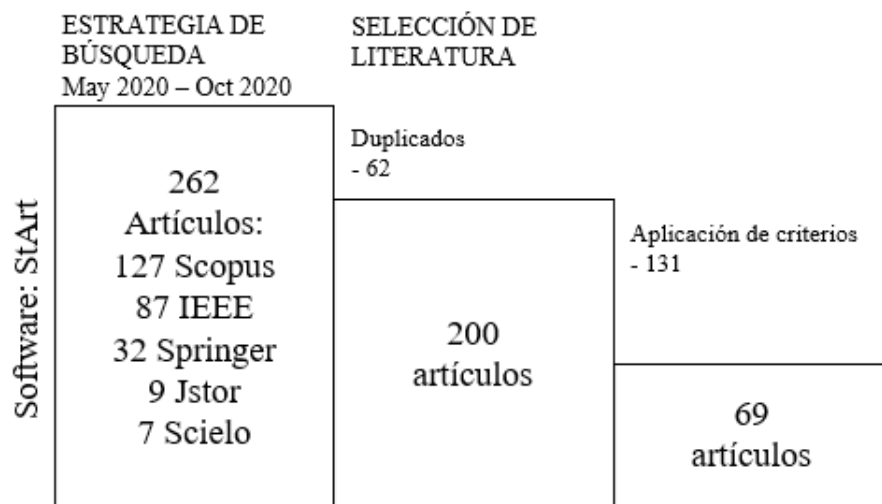 ESTRATEGIA DE
BÚSQUEDA
May 2020 – Oct 2020
SELECCIÓN DE
LITERATURA
Software: StArt
262
Artículos:
127 Scopus
87 IEEE
32 Springer
9 Jstor
7 Scielo
Duplicados
- 62
200
artículos
Aplicación de criterios
- 131
69
artículos